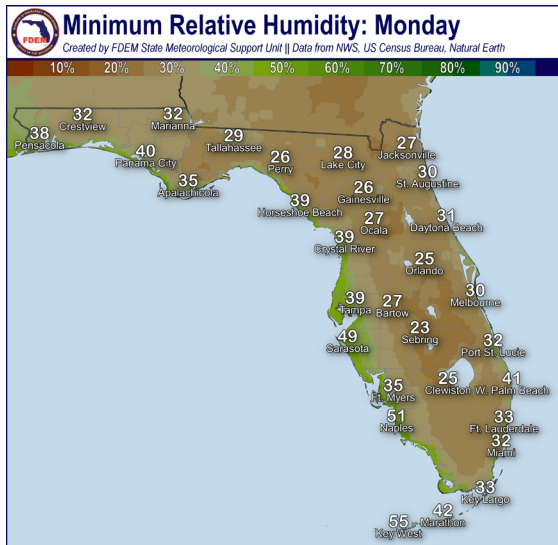 Minimum Relative Humidity: Monday
Created by FDEM State Meteorological Support Unit || Data from NWS, US Census Bureau, Natural Earth
10% 20% 30% 40% 50% 60% 70% 80% 90%
FDEM
32
Crestview
32
Marianna
38
Pensacola
40
Panama City
29
Tallahassee
35
Apalachicola
26
Perry
28
Lake City
27
Jacksonville
30
St. Augustine
26
Gainesville
39
Horseshoe Beach
27
Ocala
31
Daytona Beach
39
Crystal River
25
Orlando
39
Tampa
27
Bartow
30
Melbourne
23
Sebring
49
Sarasota
32
Port St. Lucie
35
Ft. Myers
25
Clewiston
41
W. Palm Beach
51
Naples
33
Ft. Lauderdale
32
Miami
33
Key Largo
42
Marathon
55
Key West